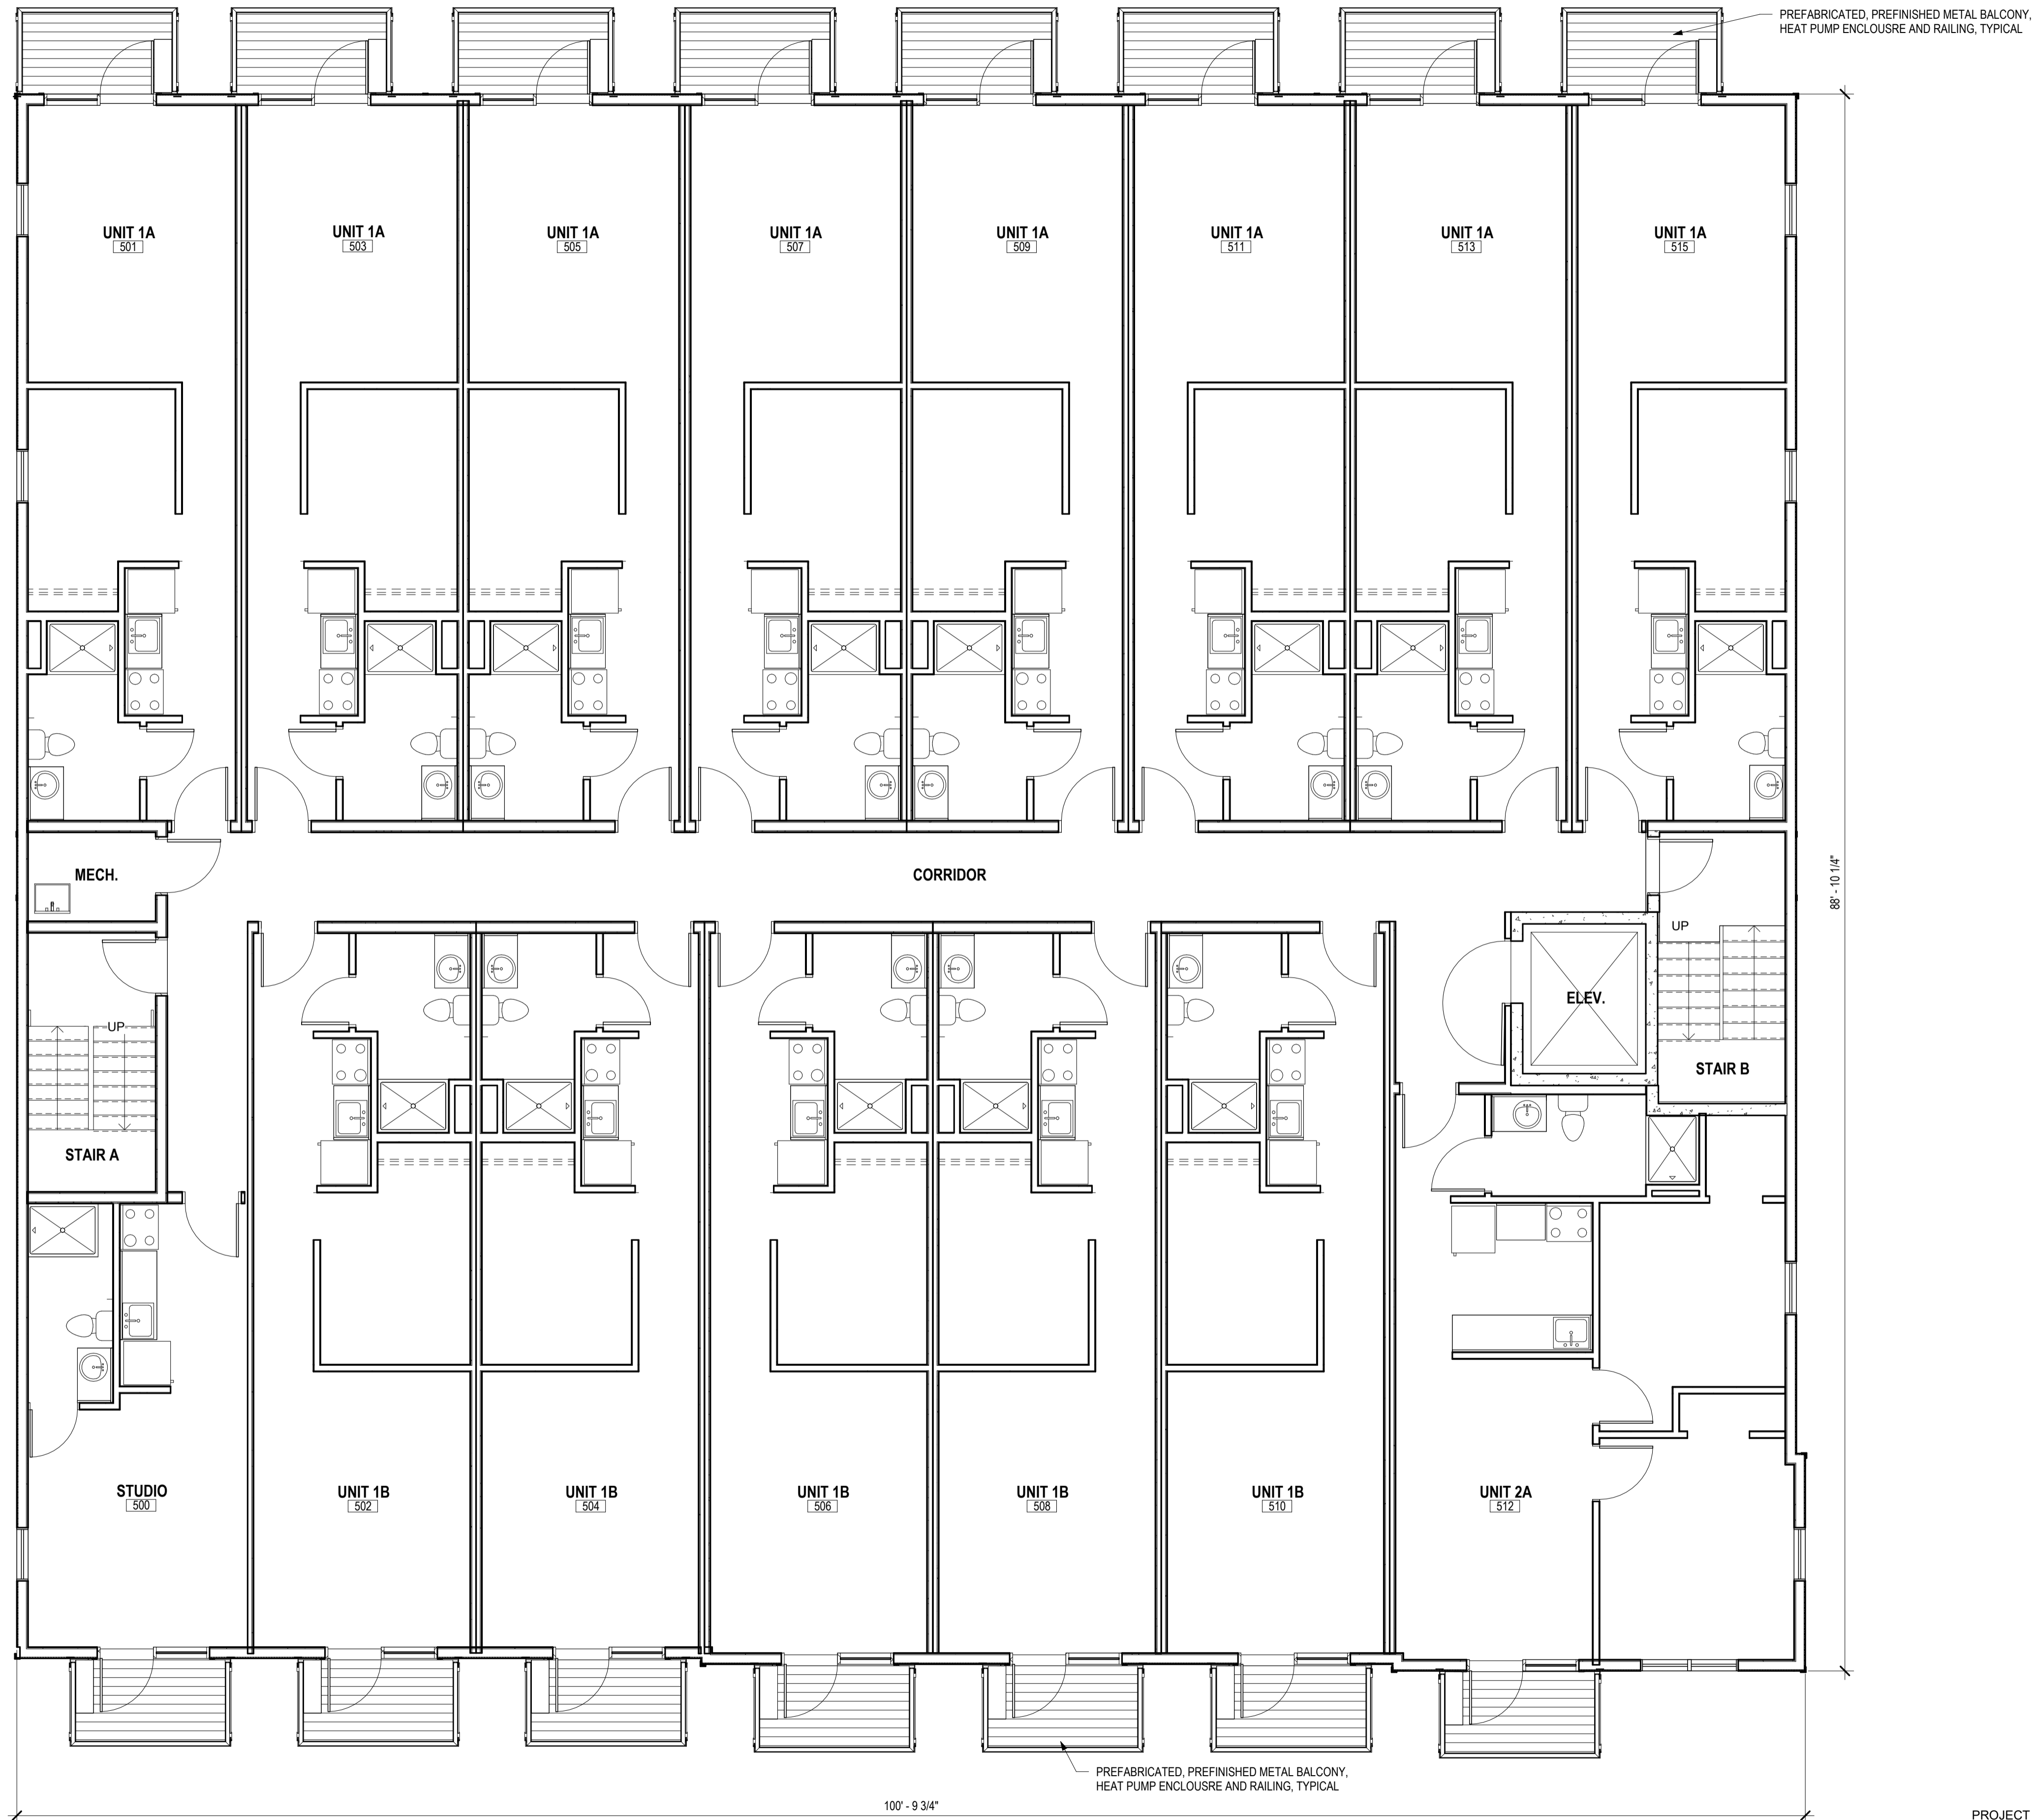 PREFABRICATED, PREFINISHED METAL BALCONY,
HEAT PUMP ENCLOUSRE AND RAILING, TYPICAL
UNIT 1A
501
UNIT 1A
503
UNIT 1A
505
UNIT 1A
507
UNIT 1A
509
UNIT 1A
511
UNIT 1A
513
UNIT 1A
515
MECH.
CORRIDOR
88' - 10 1/4"
UP
ELEV.
UP
STAIR B
STAIR A
STUDIO
500
UNIT 1B
502
UNIT 1B
504
UNIT 1B
506
UNIT 1B
508
UNIT 1B
510
UNIT 2A
512
PREFABRICATED, PREFINISHED METAL BALCONY,
HEAT PUMP ENCLOUSRE AND RAILING, TYPICAL
100' - 9 3/4"
PROJECT